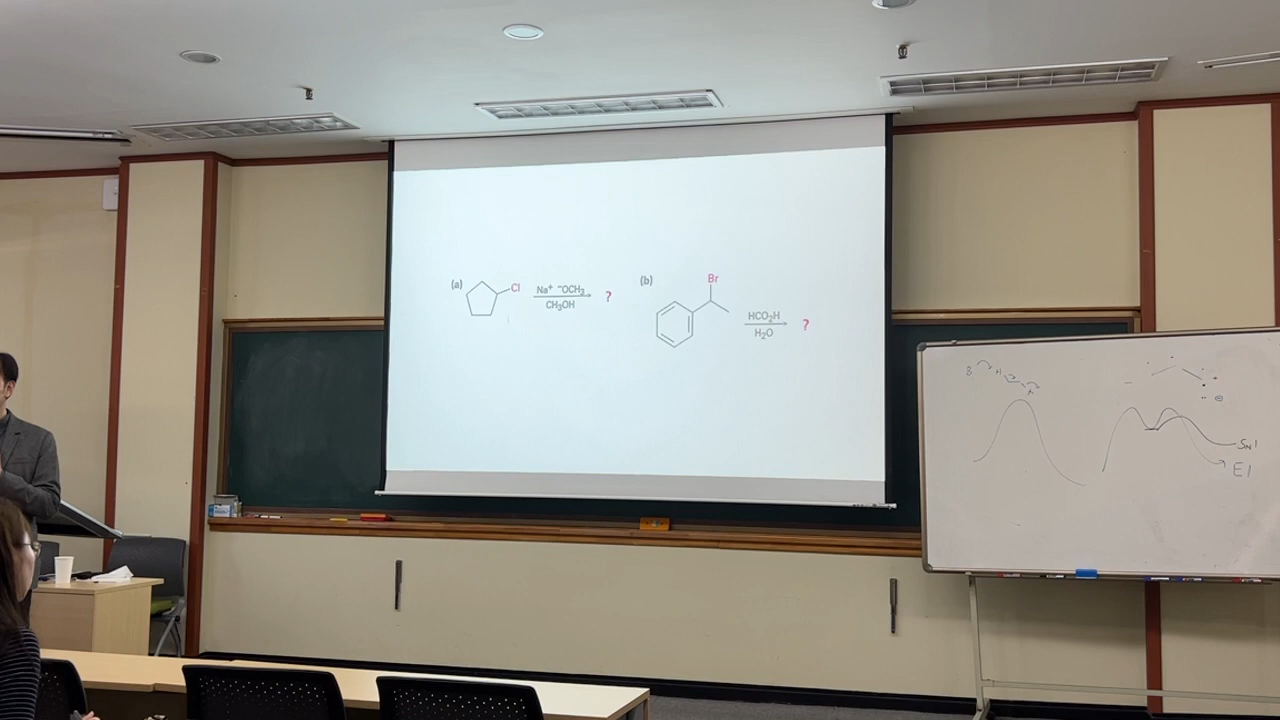 (a)
Cl
Na⁺ ⁻OCH₃
CH₃OH
?
(b)
Br
HCO₂H
H₂O
?
B H
X
SN1
E1